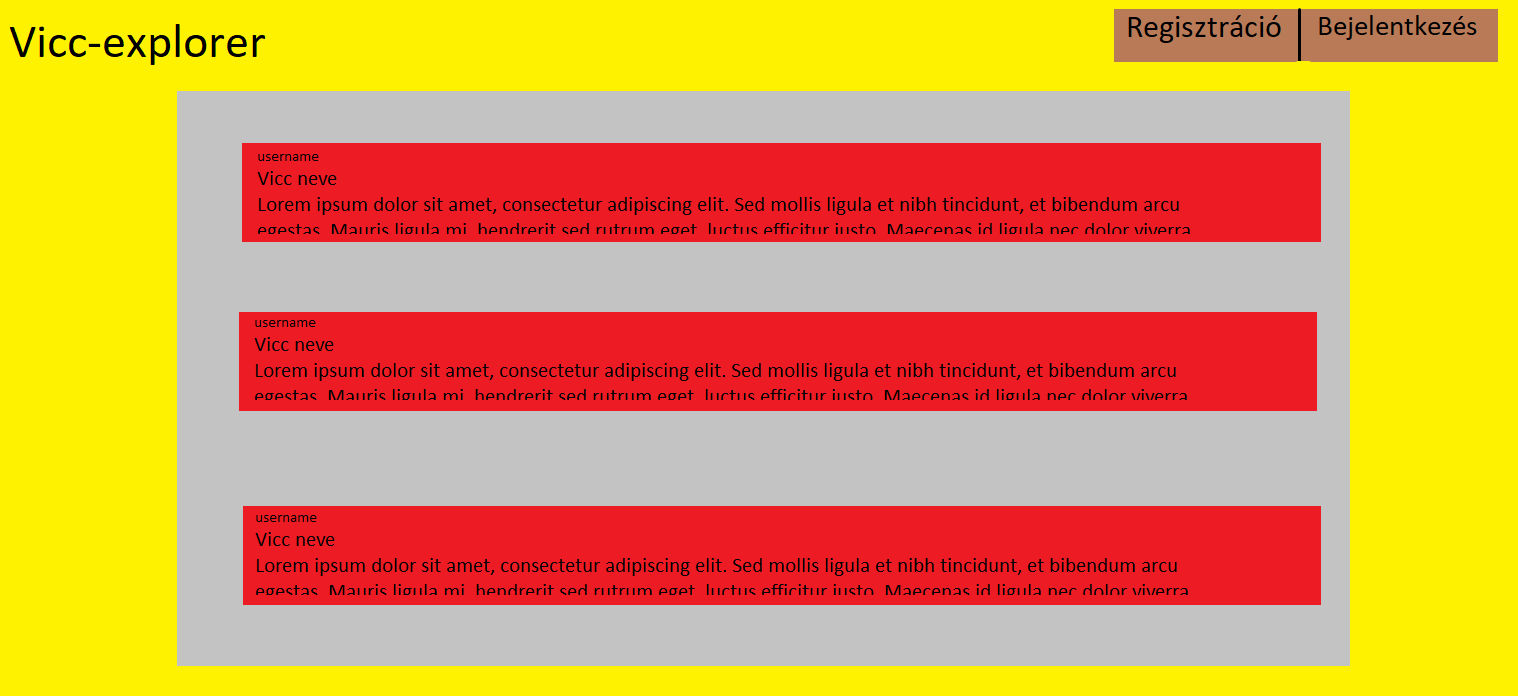 Vicc-explorer
Regisztráció
Bejelentkezés
username
Vicc neve
Lorem ipsum dolor sit amet, consectetur adipiscing elit. Sed mollis ligula et nibh tincidunt, et bibendum arcu
egestas. Mauris ligula mi, hendrerit sed rutrum eget, luctus efficitur justo. Maecenas id ligula nec dolor viverra
username
Vicc neve
Lorem ipsum dolor sit amet, consectetur adipiscing elit. Sed mollis ligula et nibh tincidunt, et bibendum arcu
egestas. Mauris ligula mi, hendrerit sed rutrum eget, luctus efficitur justo. Maecenas id ligula nec dolor viverra
username
Vicc neve
Lorem ipsum dolor sit amet, consectetur adipiscing elit. Sed mollis ligula et nibh tincidunt, et bibendum arcu
egestas. Mauris ligula mi, hendrerit sed rutrum eget, luctus efficitur justo. Maecenas id ligula nec dolor viverra